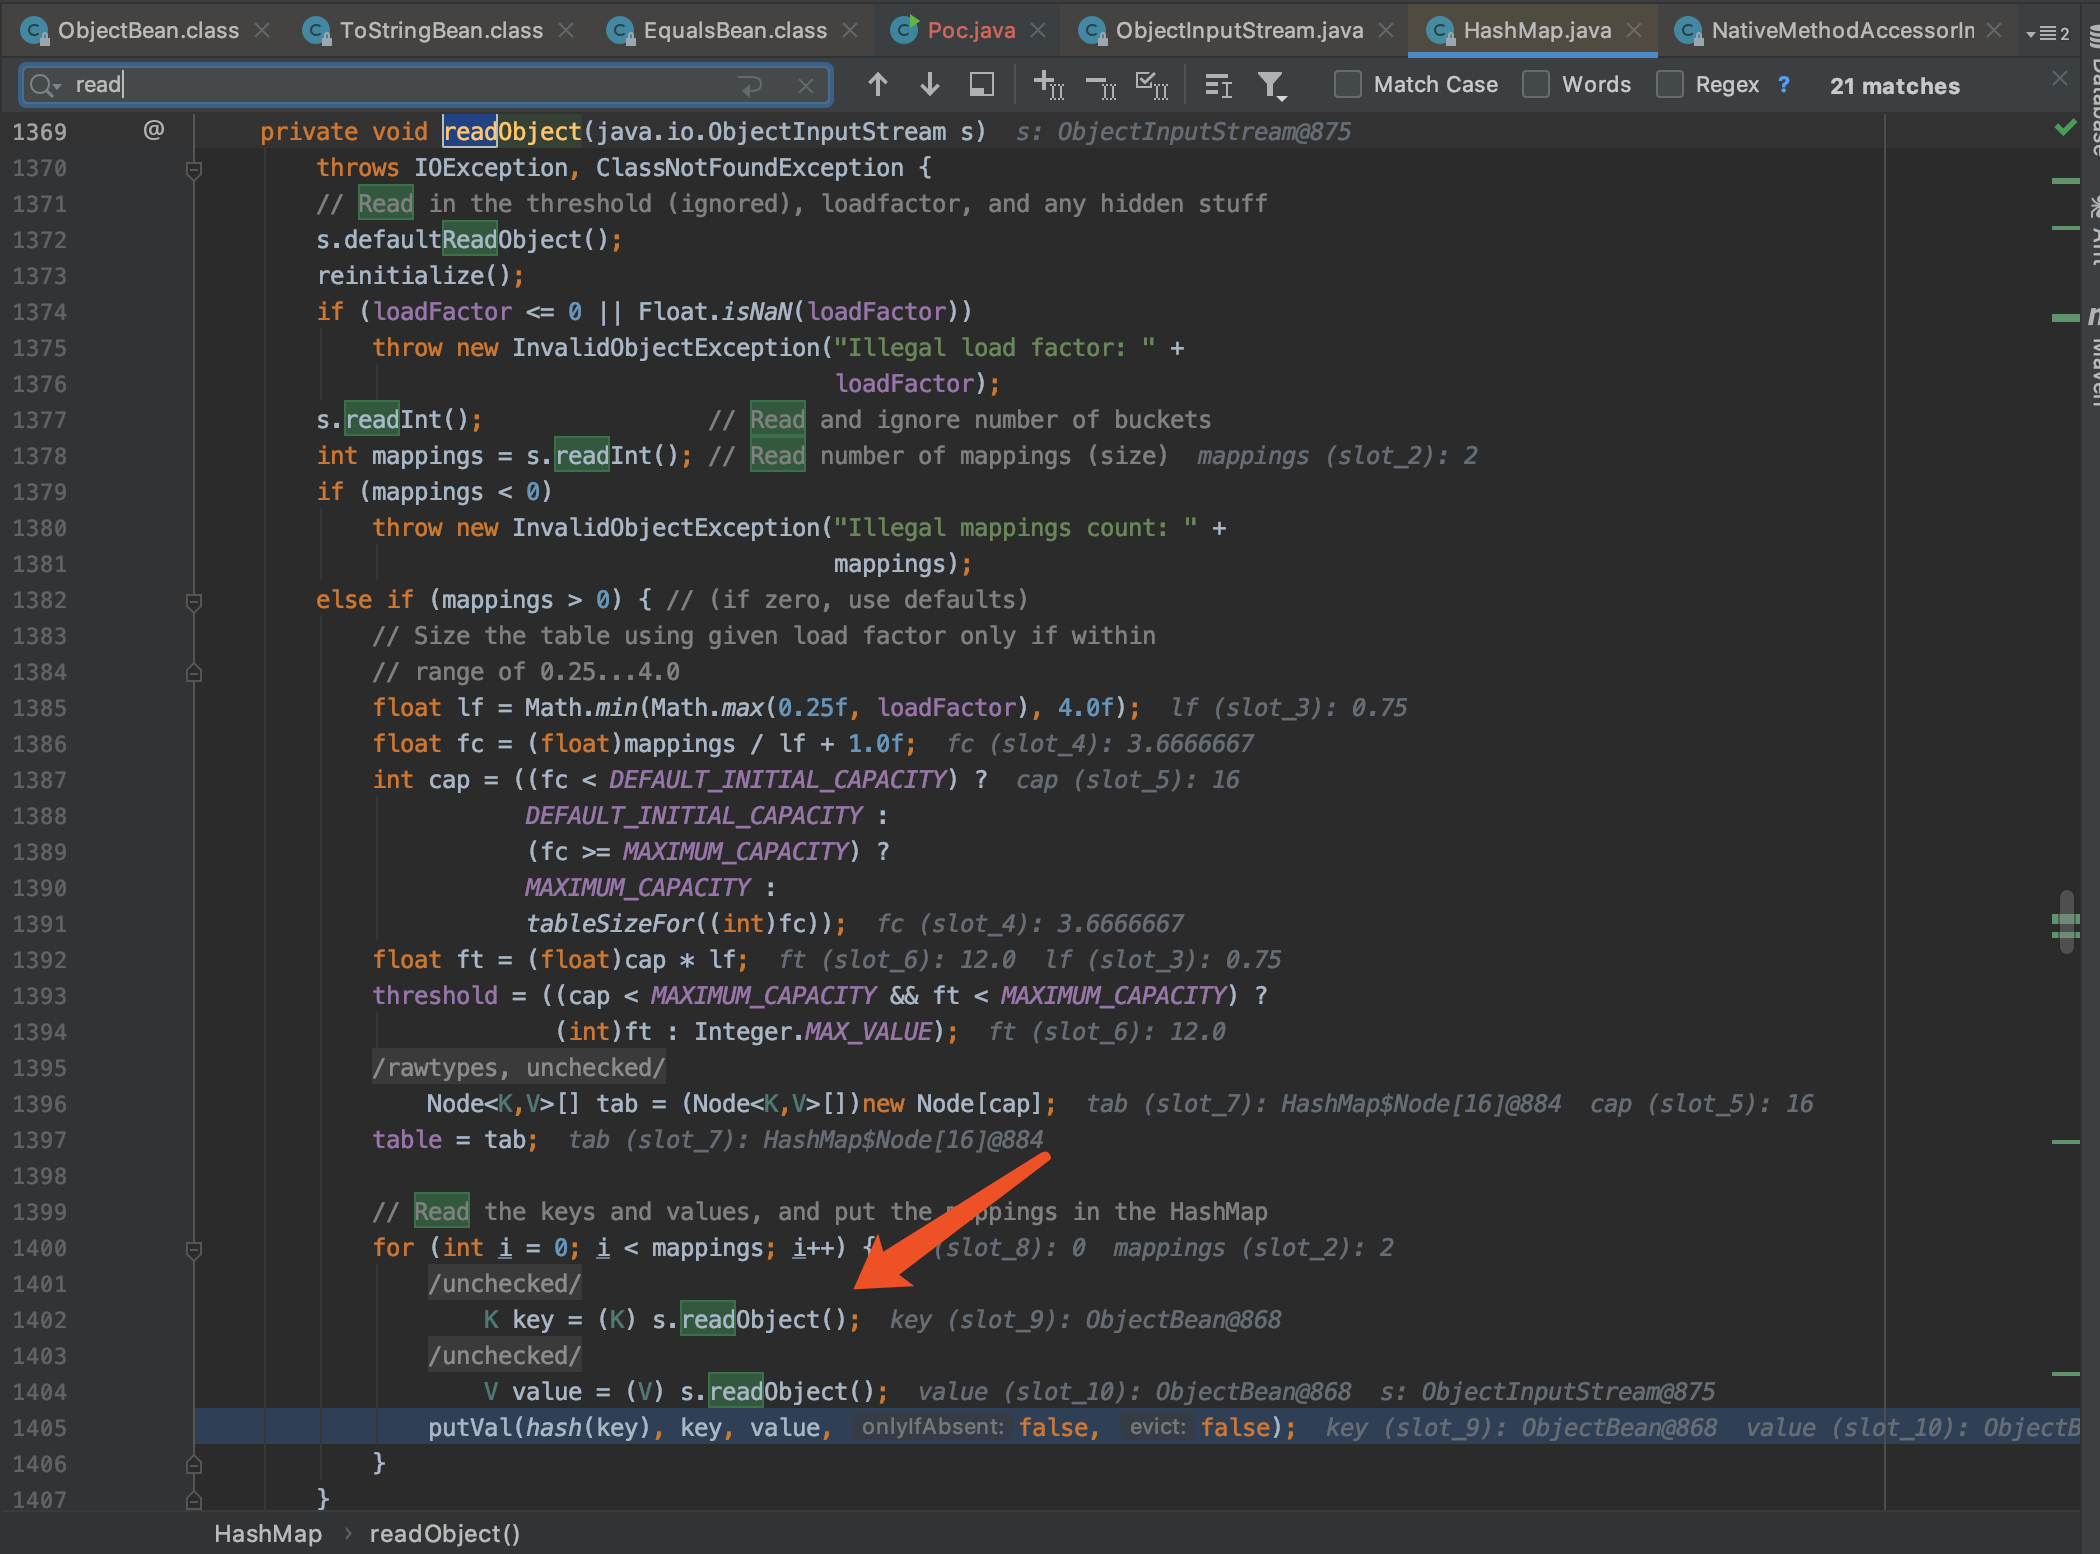 ObjectBean.class ToStringBean.class EqualsBean.class Poc.java ObjectInputStream.java HashMap.java NativeMethodAccessorIn 2
read Match Case Words Regex ? 21 matches
1369 @ private void readObject(java.io.ObjectInputStream s) s: ObjectInputStream@875
1370 throws IOException, ClassNotFoundException {
1371 // Read in the threshold (ignored), loadfactor, and any hidden stuff
1372 s.defaultReadObject();
1373 reinitialize();
1374 if (loadFactor <= 0 || Float.isNaN(loadFactor))
1375 throw new InvalidObjectException("Illegal load factor: " +
1376 loadFactor);
1377 s.readInt(); // Read and ignore number of buckets
1378 int mappings = s.readInt(); // Read number of mappings (size) mappings (slot_2): 2
1379 if (mappings < 0)
1380 throw new InvalidObjectException("Illegal mappings count: " +
1381 mappings);
1382 else if (mappings > 0) { // (if zero, use defaults)
1383 // Size the table using given load factor only if within
1384 // range of 0.25...4.0
1385 float lf = Math.min(Math.max(0.25f, loadFactor), 4.0f); lf (slot_3): 0.75
1386 float fc = (float)mappings / lf + 1.0f; fc (slot_4): 3.6666667
1387 int cap = ((fc < DEFAULT_INITIAL_CAPACITY) ? cap (slot_5): 16
1388 DEFAULT_INITIAL_CAPACITY :
1389 (fc >= MAXIMUM_CAPACITY) ?
1390 MAXIMUM_CAPACITY :
1391 tableSizeFor((int)fc)); fc (slot_4): 3.6666667
1392 float ft = (float)cap * lf; ft (slot_6): 12.0 lf (slot_3): 0.75
1393 threshold = ((cap < MAXIMUM_CAPACITY && ft < MAXIMUM_CAPACITY) ?
1394 (int)ft : Integer.MAX_VALUE); ft (slot_6): 12.0
1395 /rawtypes, unchecked/
1396 Node<K,V>[] tab = (Node<K,V>[])new Node[cap]; tab (slot_7): HashMap$Node[16]@884 cap (slot_5): 16
1397 table = tab; tab (slot_7): HashMap$Node[16]@884
1398
1399 // Read the keys and values, and put the mappings in the HashMap
1400 for (int i = 0; i < mappings; i++) { (slot_8): 0 mappings (slot_2): 2
1401 /unchecked/
1402 K key = (K) s.readObject(); key (slot_9): ObjectBean@868
1403 /unchecked/
1404 V value = (V) s.readObject(); value (slot_10): ObjectBean@868 s: ObjectInputStream@875
1405 putVal(hash(key), key, value, onlyIfAbsent: false, evict: false); key (slot_9): ObjectBean@868 value (slot_10): ObjectB
1406 }
1407 }
HashMap › readObject()
Database
Ant
Maven